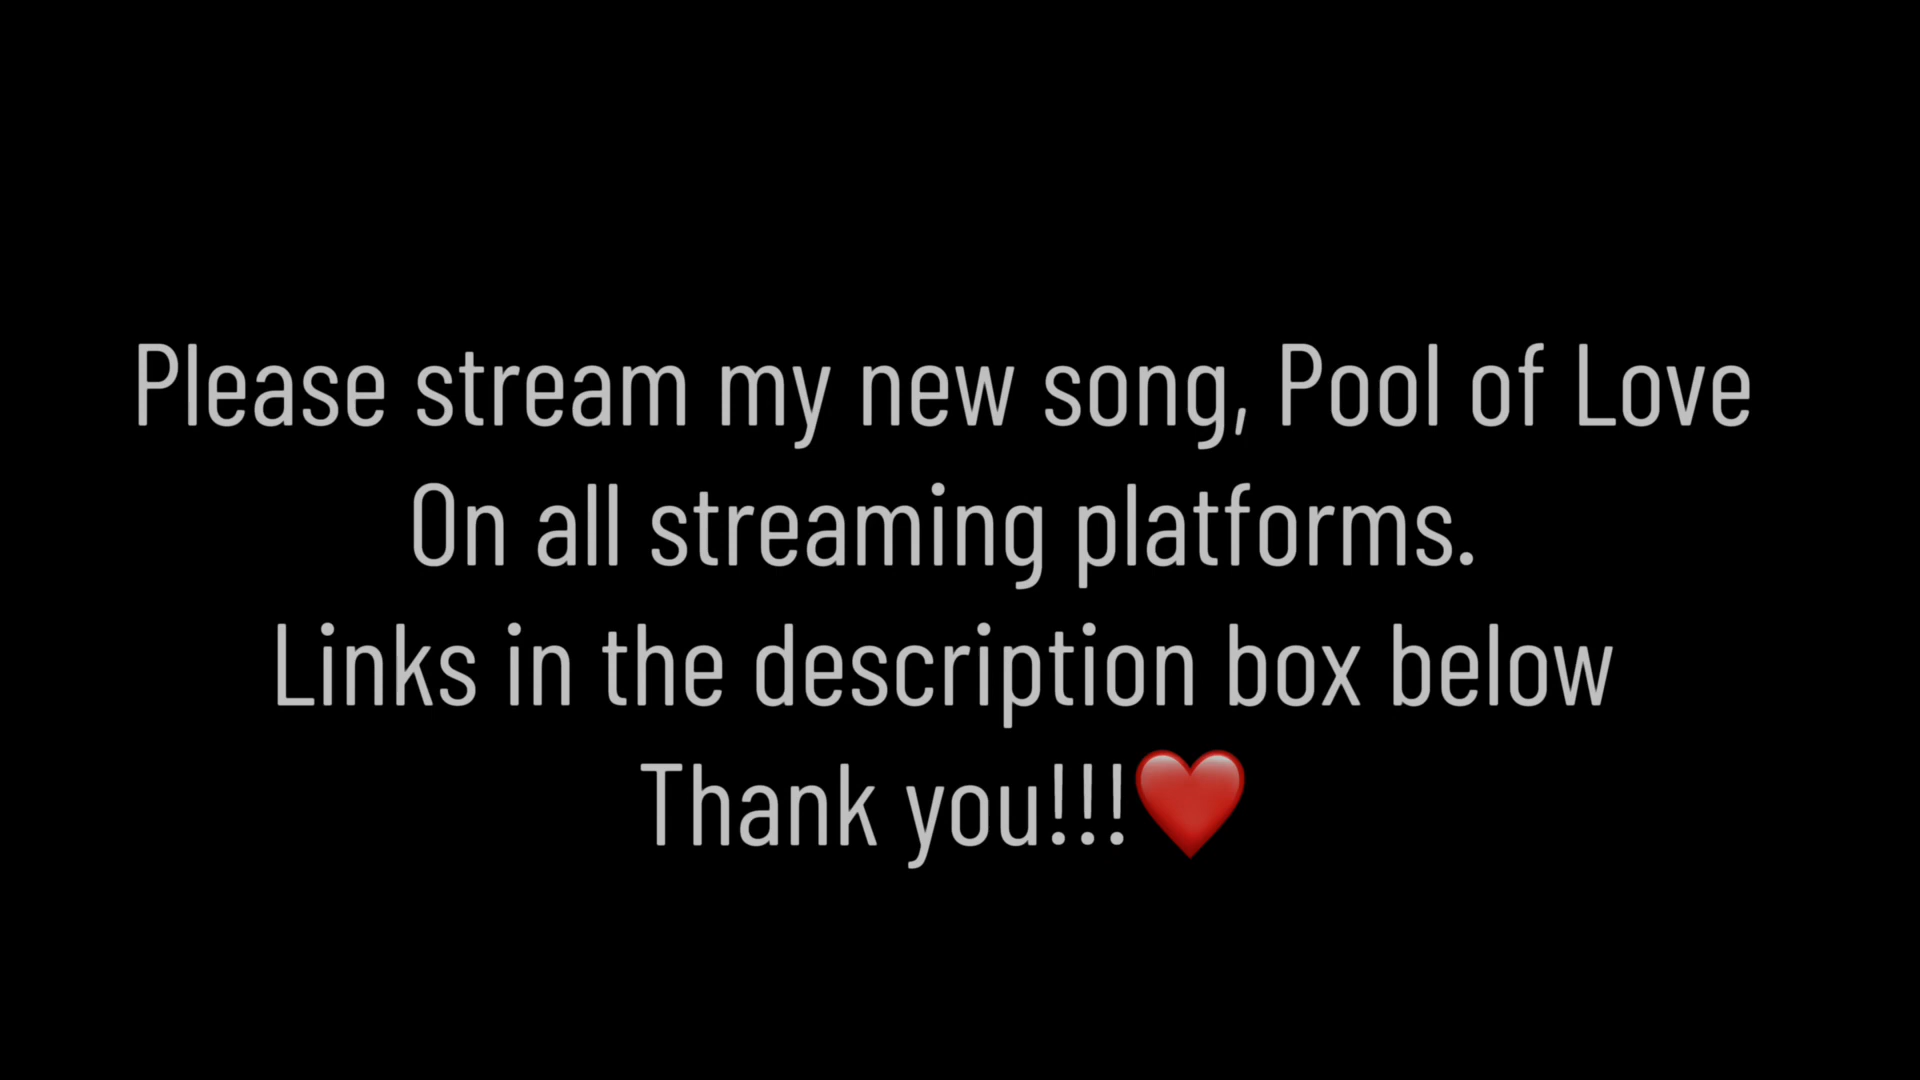 Please stream my new song, Pool of Love
On all streaming platforms.
Links in the description box below
Thank you!!!❤️